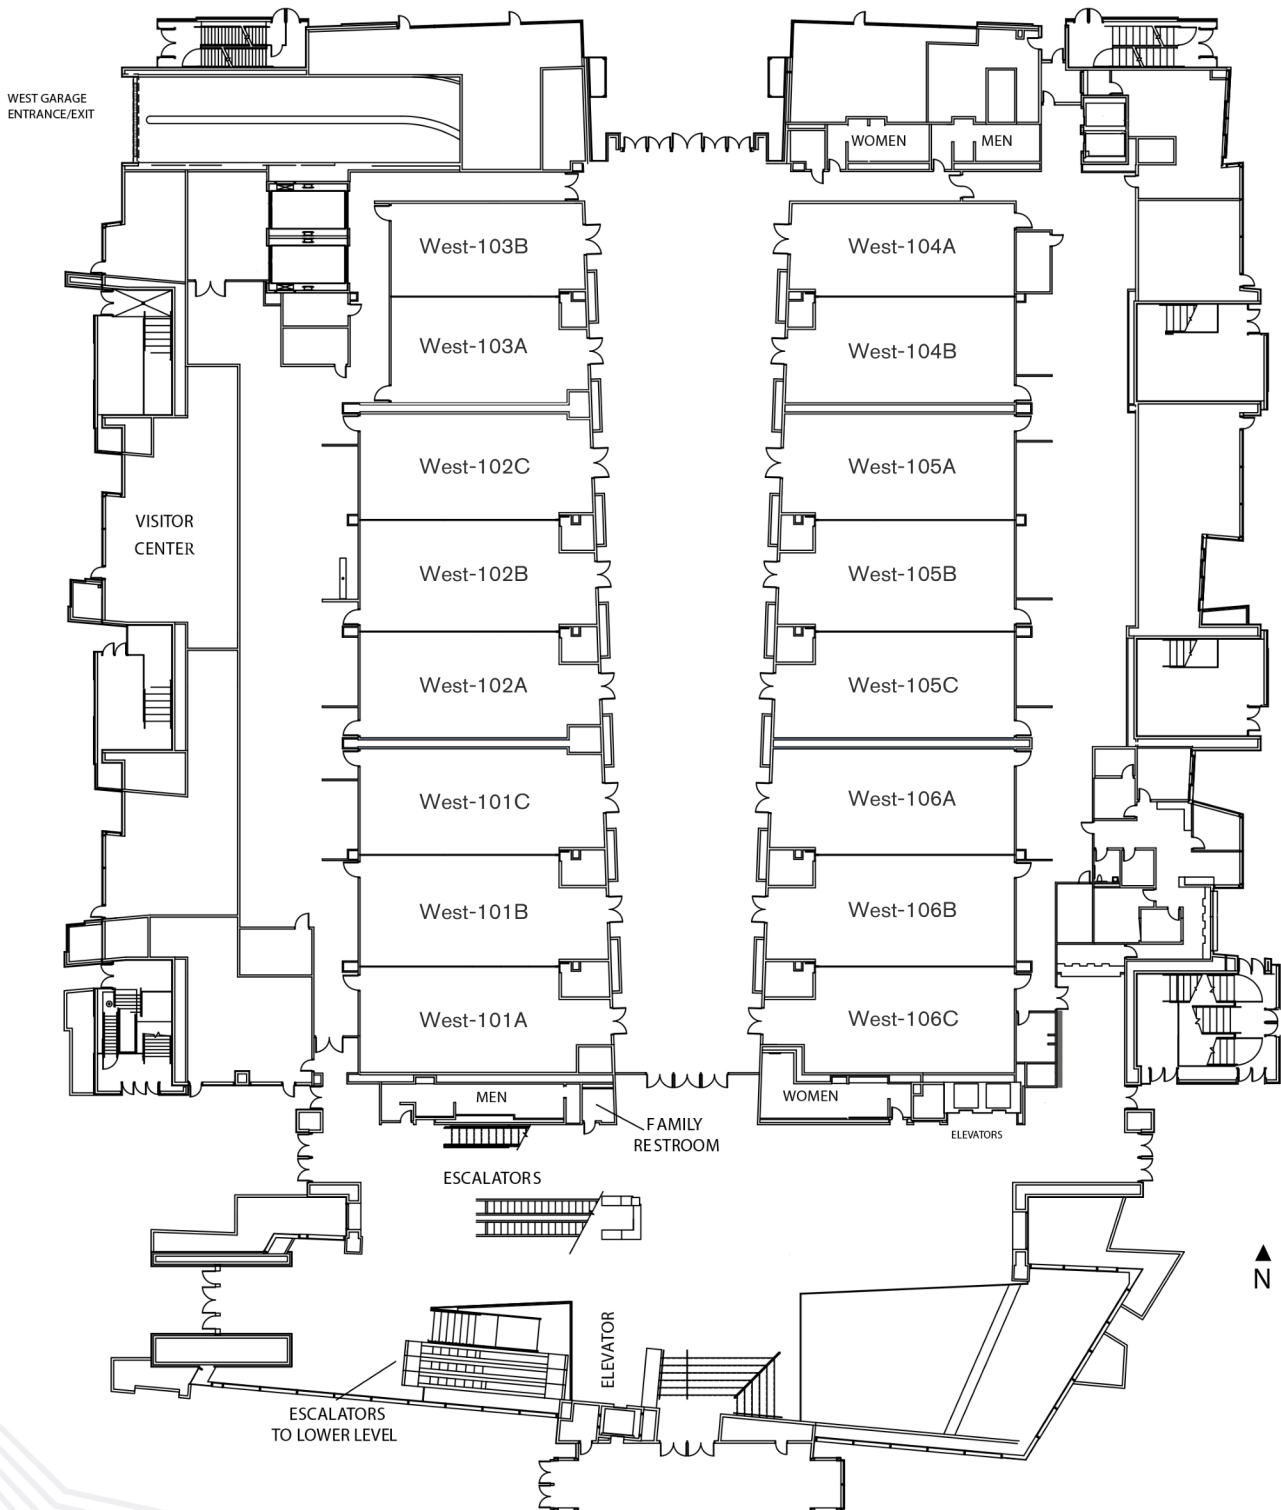 WEST GARAGE
ENTRANCE/EXIT
WOMEN
MEN
West-103B
West-104A
West-103A
West-104B
West-102C
West-105A
VISITOR
CENTER
West-102B
West-105B
West-102A
West-105C
West-101C
West-106A
West-101B
West-106B
West-101A
West-106C
MEN
WOMEN
FAMILY
RESTROOM
ELEVATORS
ESCALATORS
N
ELEVATOR
ESCALATORS
TO LOWER LEVEL